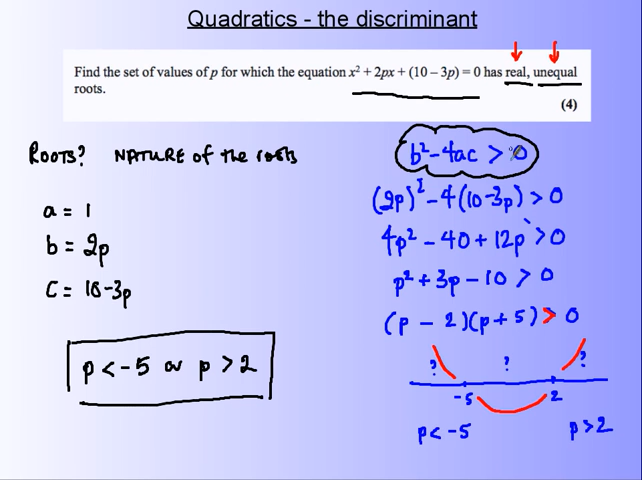 Quadratics - the discriminant
Find the set of values of p for which the equation x² + 2px + (10 – 3p) = 0 has real, unequal
roots.
(4)
ROOTS? NATURE of the roots
a = 1
b = 2p
c = 10-3p
p < -5 or p > 2
b² - 4ac > 0
(2p)² - 4(10-3p) > 0
4p² - 40 + 12p > 0
p² + 3p - 10 > 0
(p - 2)(p + 5) > 0
? ? ?
-5 2
p < -5 p > 2